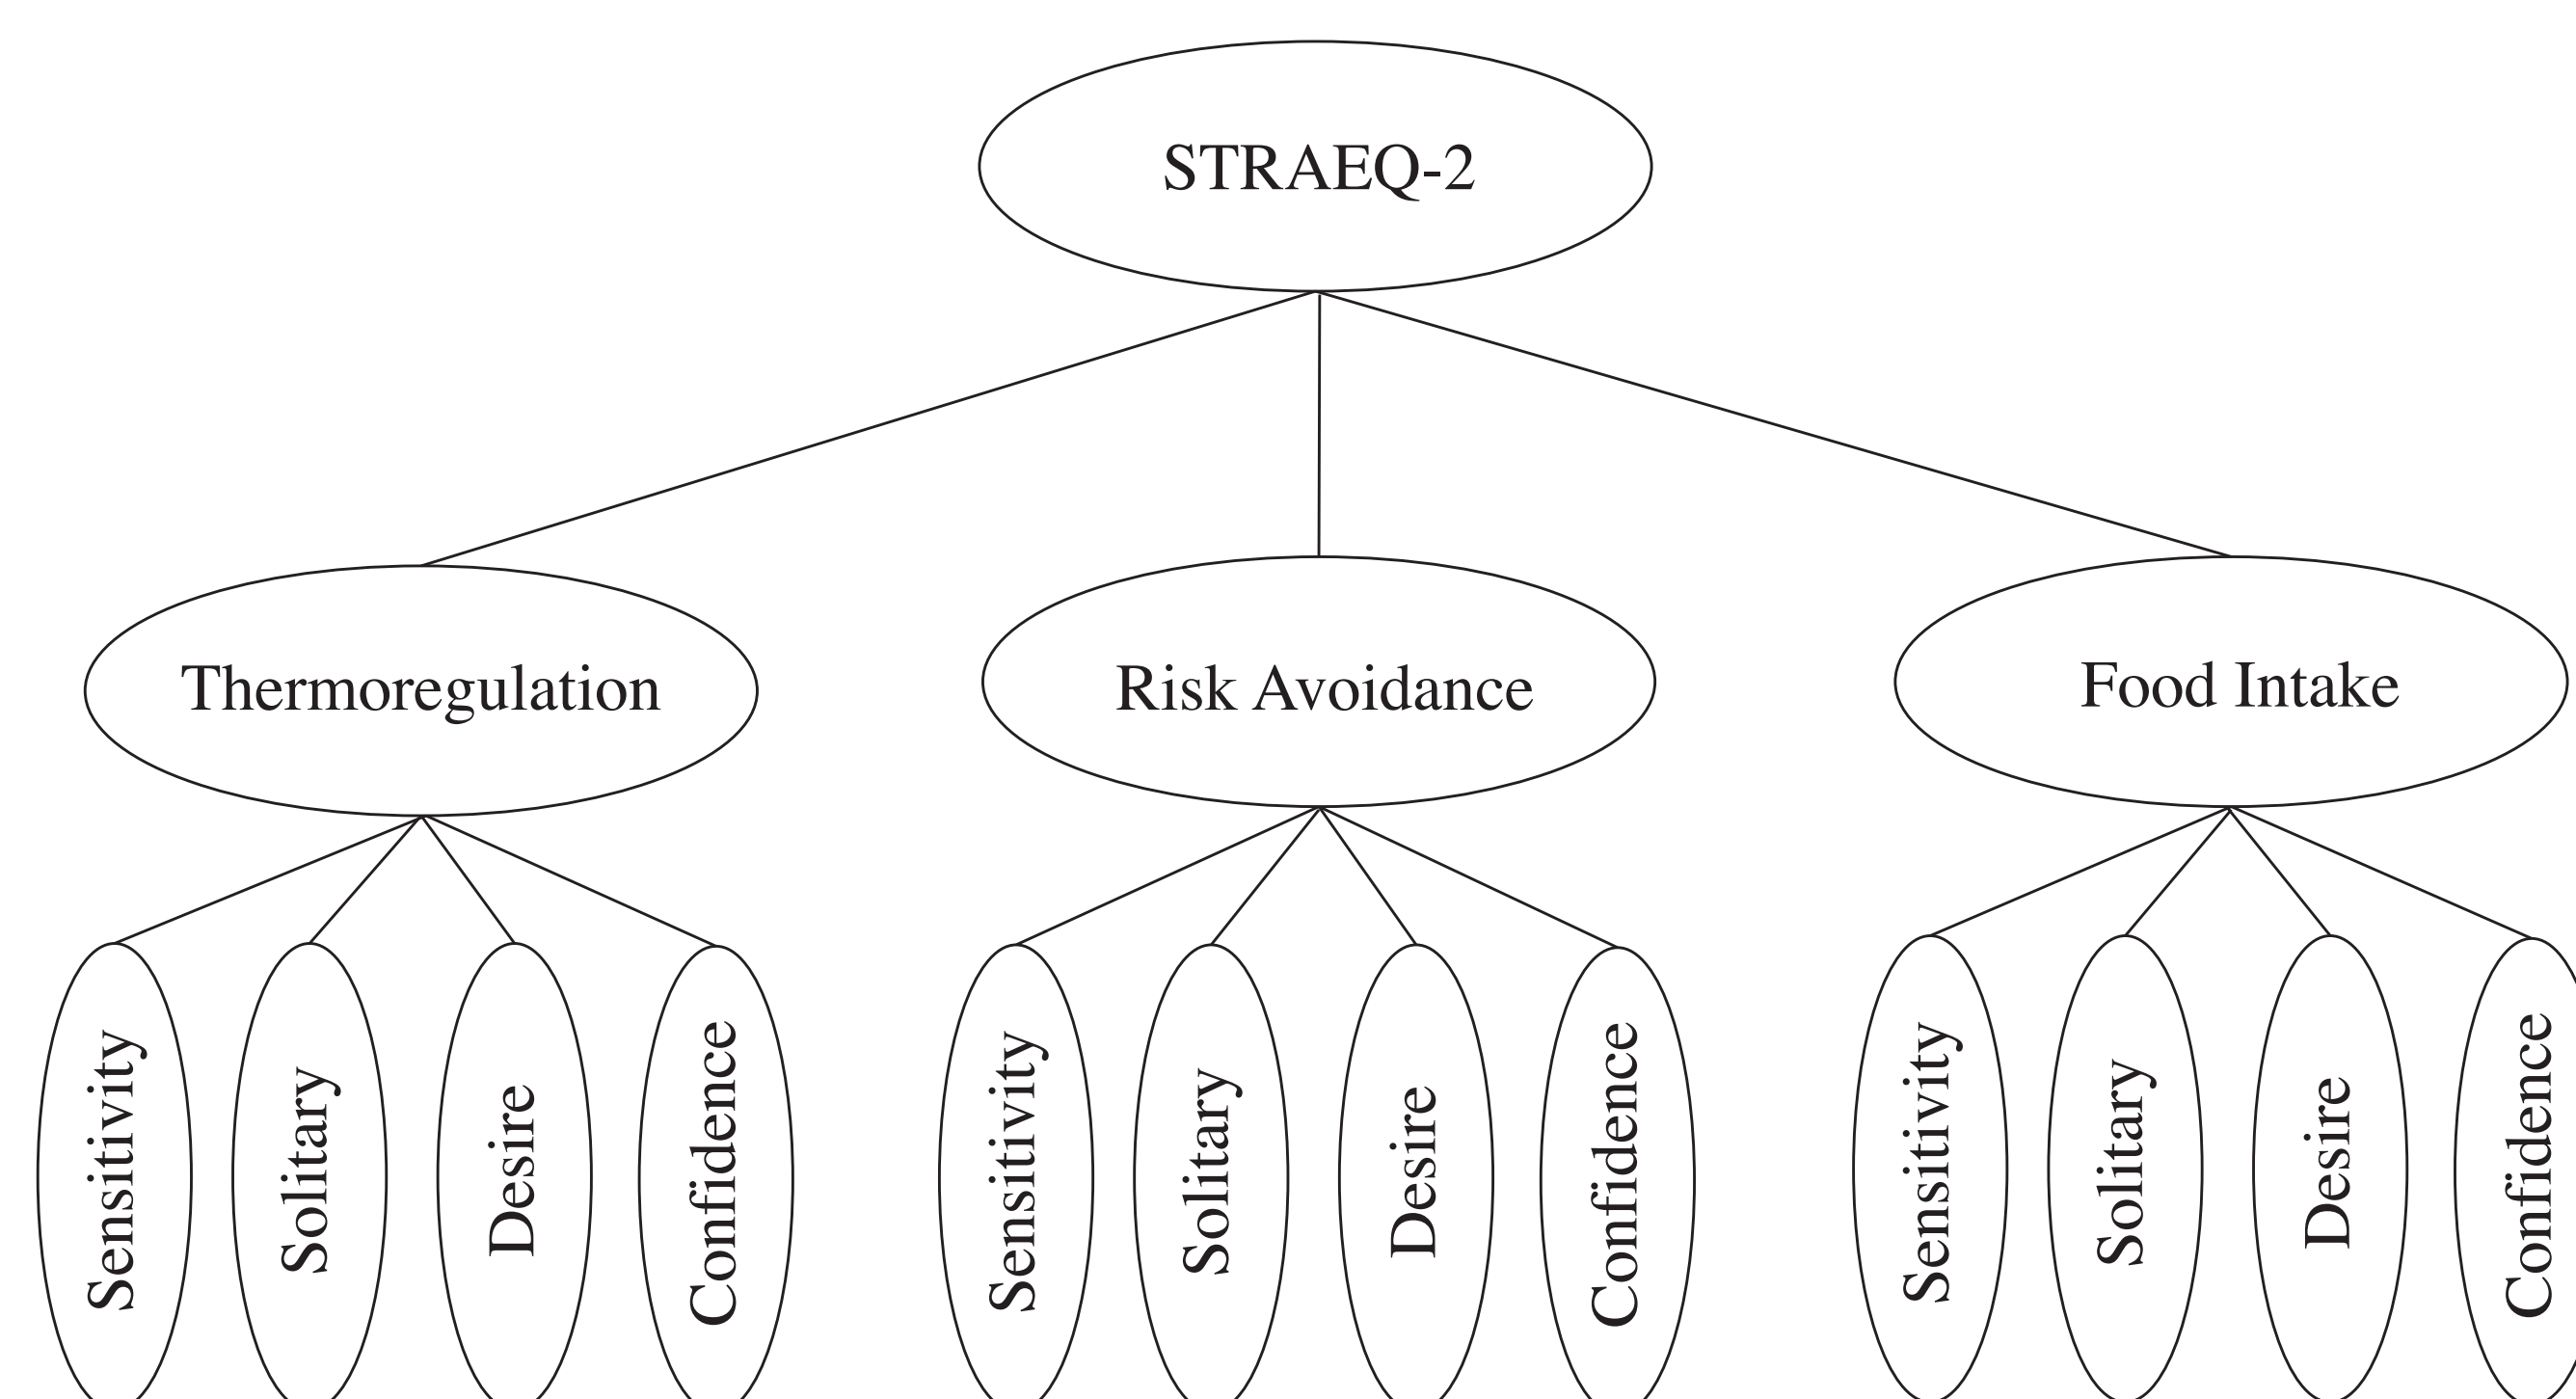 STRAEQ-2
Thermoregulation
Risk Avoidance
Food Intake
Sensitivity
Solitary
Desire
Confidence
Sensitivity
Solitary
Desire
Confidence
Sensitivity
Solitary
Desire
Confidence